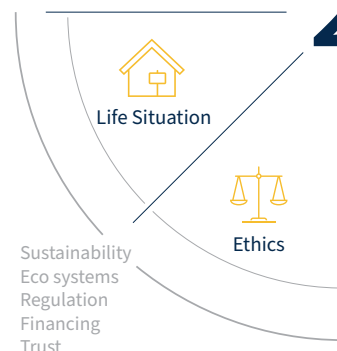 Life Situation
Ethics
Sustainability
Eco systems
Regulation
Financing
Trust